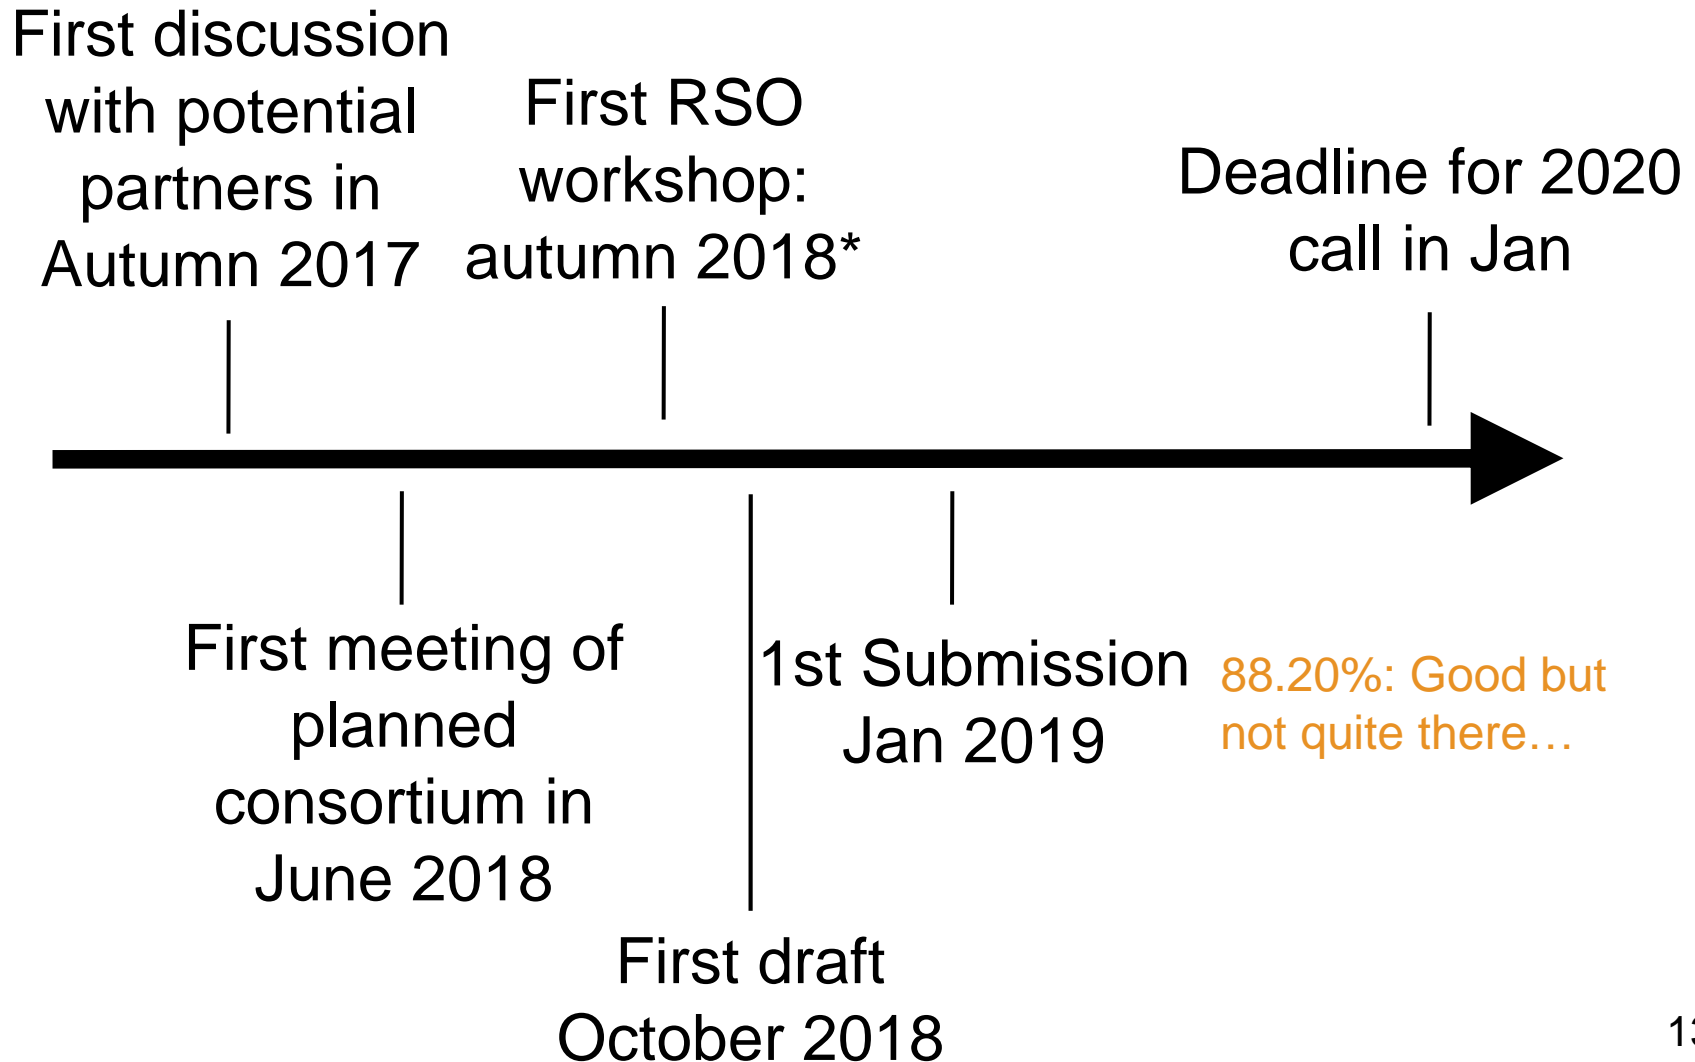 First discussion
with potential
partners in
Autumn 2017
First RSO
workshop:
autumn 2018*
Deadline for 2020
call in Jan
First meeting of
planned
consortium in
June 2018
1st Submission
Jan 2019
88.20%: Good but
not quite there…
First draft
October 2018